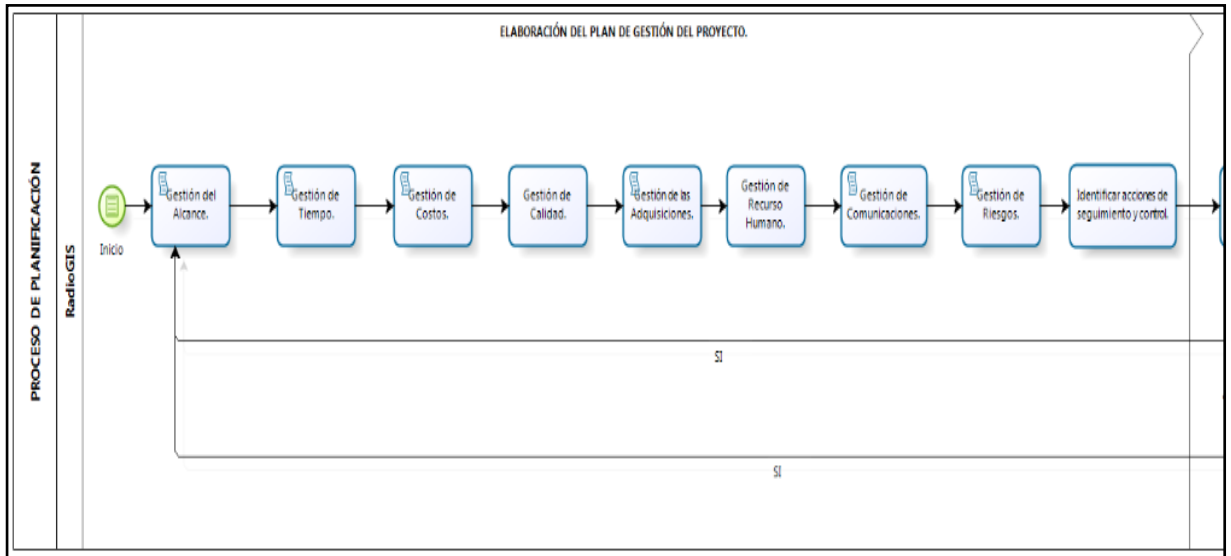 ELABORACIÓN DEL PLAN DE GESTIÓN DEL PROYECTO.
PROCESO DE PLANIFICACIÓN
RadioGIS
Inicio
Gestión del
Alcance.
Gestión de
Tiempo.
Gestión de
Costos.
Gestión de
Calidad.
Gestión de las
Adquisiciones.
Gestión de
Recurso
Humano.
Gestión de
Comunicaciones.
Gestión de
Riesgos.
Identificar acciones de
seguimiento y control.
SI
SI